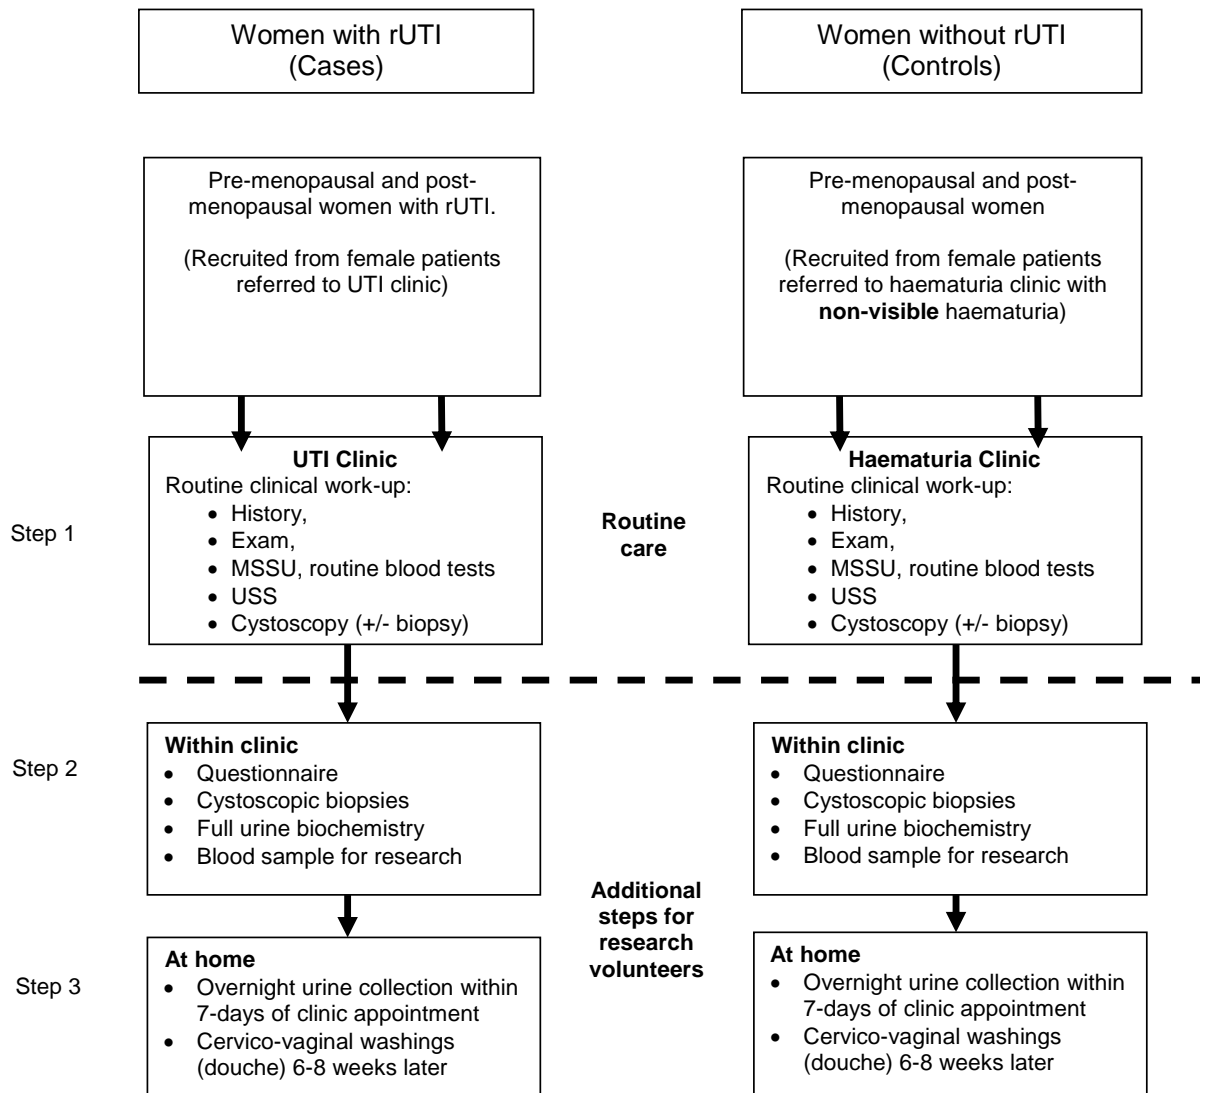 Women with rUTI
(Cases)
Women without rUTI
(Controls)
Pre-menopausal and post-
menopausal women with rUTI.
(Recruited from female patients
referred to UTI clinic)
Pre-menopausal and post-
menopausal women
(Recruited from female patients
referred to haematuria clinic with
non-visible haematuria)
Step 1
UTI Clinic
Routine clinical work-up:
• History,
• Exam,
• MSSU, routine blood tests
• USS
• Cystoscopy (+/- biopsy)
Routine
care
Haematuria Clinic
Routine clinical work-up:
• History,
• Exam,
• MSSU, routine blood tests
• USS
• Cystoscopy (+/- biopsy)
Step 2
Within clinic
• Questionnaire
• Cystoscopic biopsies
• Full urine biochemistry
• Blood sample for research
Within clinic
• Questionnaire
• Cystoscopic biopsies
• Full urine biochemistry
• Blood sample for research
Additional
steps for
research
volunteers
Step 3
At home
• Overnight urine collection within
7-days of clinic appointment
• Cervico-vaginal washings
(douche) 6-8 weeks later
At home
• Overnight urine collection within
7-days of clinic appointment
• Cervico-vaginal washings
(douche) 6-8 weeks later